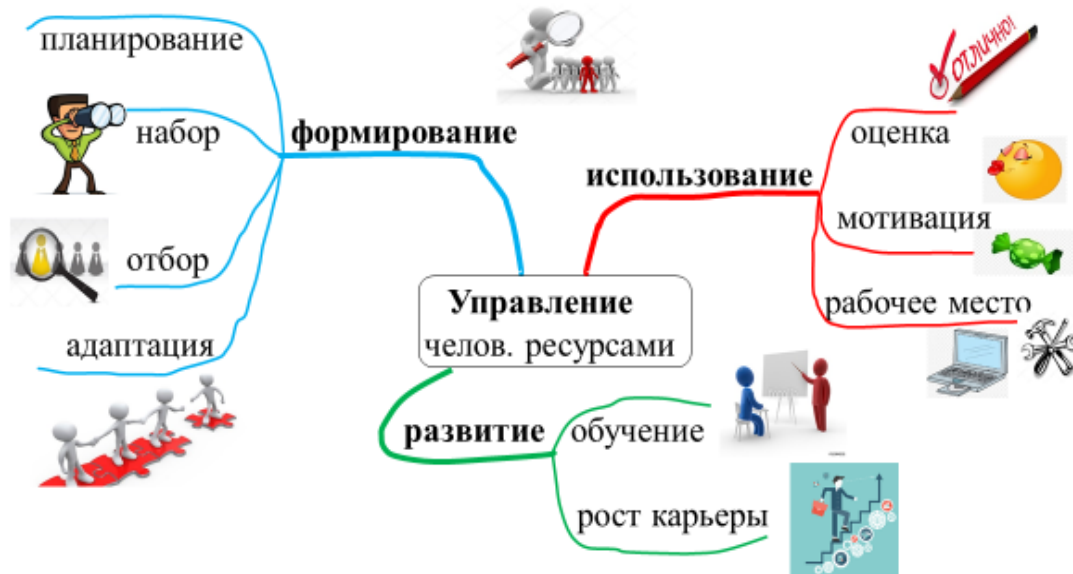 планирование
набор
формирование
отбор
адаптация
ОТЛИЧНО!
оценка
использование
мотивация
рабочее место
Управление
челов. ресурсами
развитие
обучение
рост карьеры